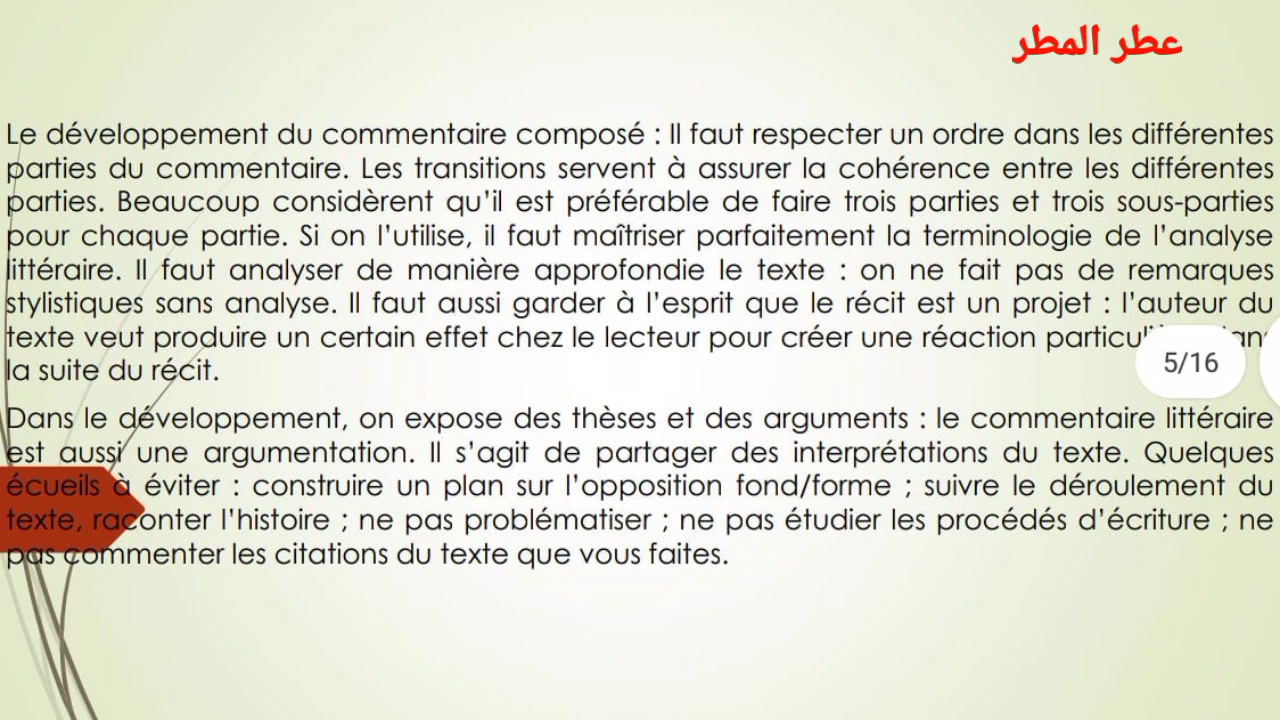 عطر المطر
Le développement du commentaire composé : Il faut respecter un ordre dans les différentes
parties du commentaire. Les transitions servent à assurer la cohérence entre les différentes
parties. Beaucoup considèrent qu'il est préférable de faire trois parties et trois sous-parties
pour chaque partie. Si on l'utilise, il faut maîtriser parfaitement la terminologie de l'analyse
littéraire. Il faut analyser de manière approfondie le texte : on ne fait pas de remarques
stylistiques sans analyse. Il faut aussi garder à l'esprit que le récit est un projet : l'auteur du
texte veut produire un certain effet chez le lecteur pour créer une réaction
la suite du récit.
5/16
Dans le développement, on expose des thèses et des arguments : le commentaire littéraire
est aussi une argumentation. Il s'agit de partager des interprétations du texte. Quelques
écueils à éviter : construire un plan sur l'opposition fond/forme ; suivre le déroulement du
texte, raconter l'histoire ; ne pas problématiser ; ne pas étudier les procédés d'écriture ; ne
pas commenter les citations du texte que vous faites.